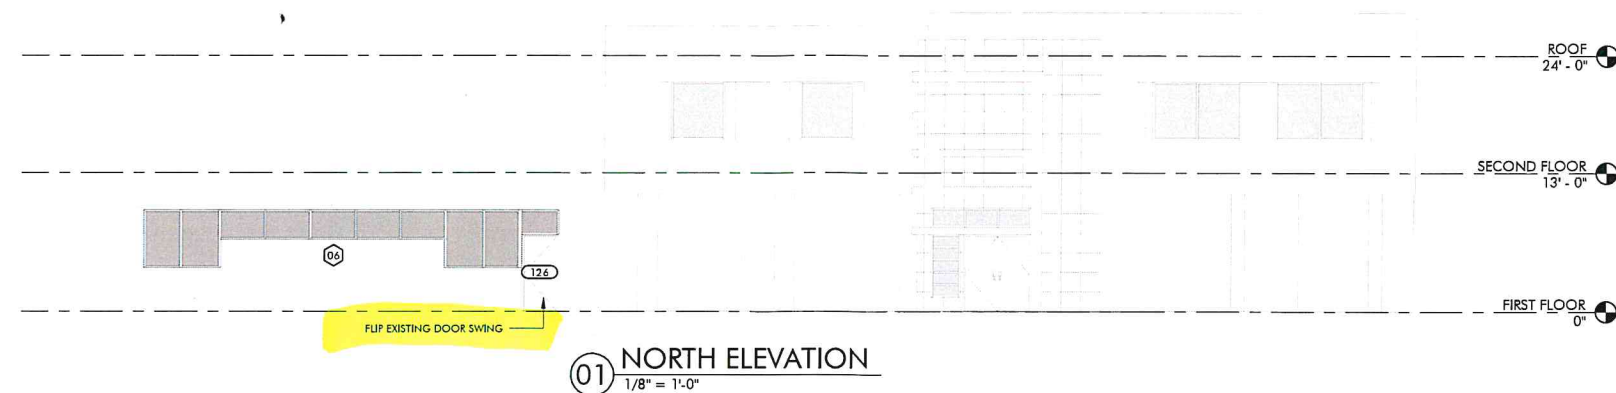 ROOF
24' - 0"
SECOND FLOOR
13' - 0"
06
126
FIRST FLOOR
0"
FLIP EXISTING DOOR SWING
01 NORTH ELEVATION
1/8" = 1'-0"